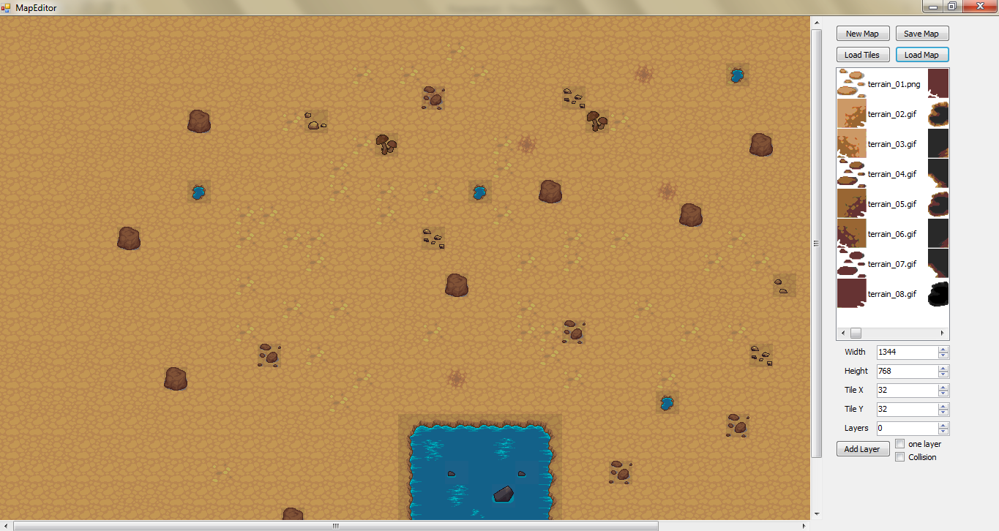 MapEditor
New Map Save Map
Load Tiles Load Map
terrain_01.png
terrain_02.gif
terrain_03.gif
terrain_04.gif
terrain_05.gif
terrain_06.gif
terrain_07.gif
terrain_08.gif
Width 1344
Height 768
Tile X 32
Tile Y 32
Layers 0
Add Layer one layer
Collision